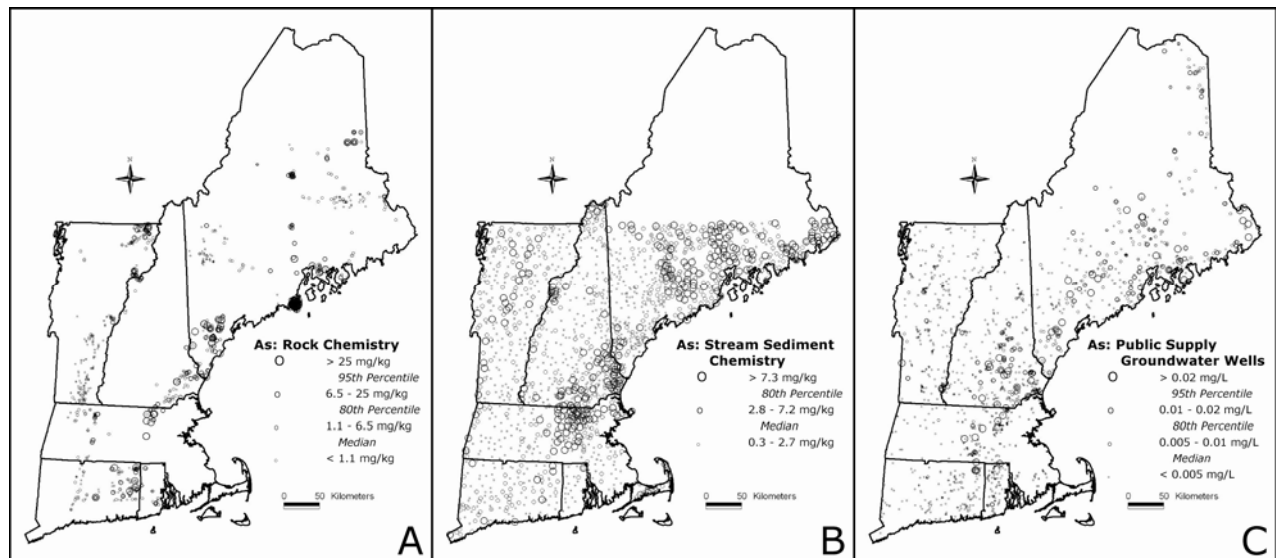 N
As: Rock Chemistry
> 25 mg/kg
95th Percentile
6.5 - 25 mg/kg
80th Percentile
1.1 - 6.5 mg/kg
Median
< 1.1 mg/kg
0 50 Kilometers
A
N
As: Stream Sediment
Chemistry
> 7.3 mg/kg
80th Percentile
2.8 - 7.2 mg/kg
Median
0.3 - 2.7 mg/kg
0 50 Kilometers
B
N
As: Public Supply
Groundwater Wells
> 0.02 mg/L
95th Percentile
0.01 - 0.02 mg/L
80th Percentile
0.005 - 0.01 mg/L
Median
< 0.005 mg/L
0 50 Kilometers
C